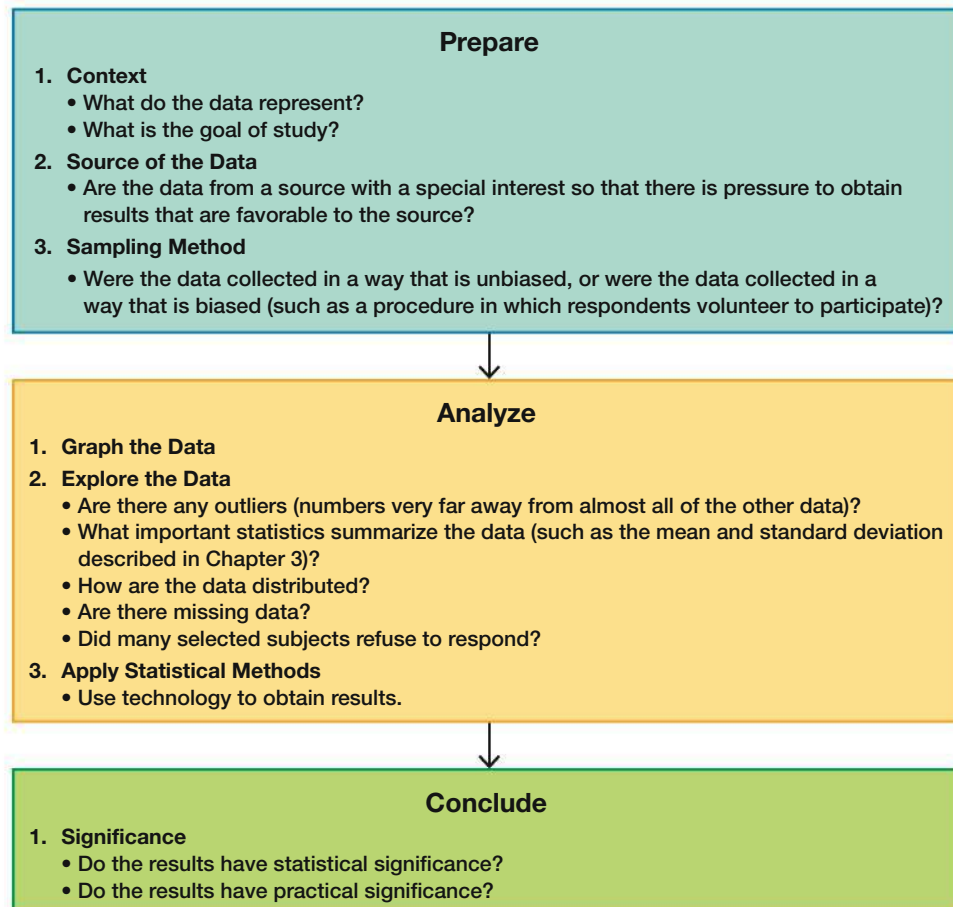 Prepare
1. Context
• What do the data represent?
• What is the goal of study?
2. Source of the Data
• Are the data from a source with a special interest so that there is pressure to obtain
results that are favorable to the source?
3. Sampling Method
• Were the data collected in a way that is unbiased, or were the data collected in a
way that is biased (such as a procedure in which respondents volunteer to participate)?
Analyze
1. Graph the Data
2. Explore the Data
• Are there any outliers (numbers very far away from almost all of the other data)?
• What important statistics summarize the data (such as the mean and standard deviation
described in Chapter 3)?
• How are the data distributed?
• Are there missing data?
• Did many selected subjects refuse to respond?
3. Apply Statistical Methods
• Use technology to obtain results.
Conclude
1. Significance
• Do the results have statistical significance?
• Do the results have practical significance?